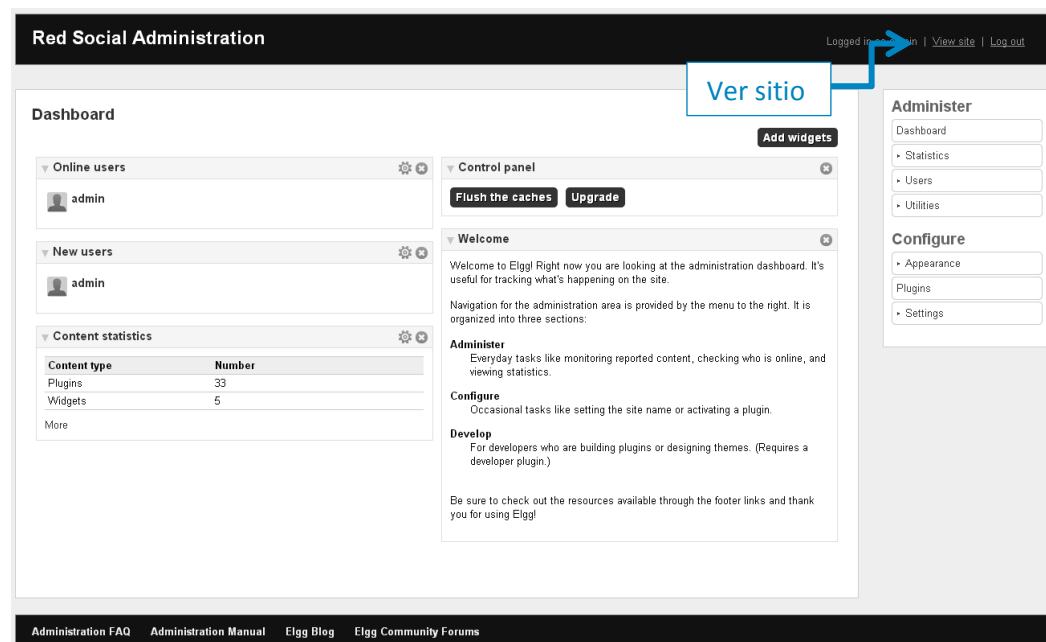 Red Social Administration
Logged in as admin | View site | Log out
Ver sitio
Dashboard
Add widgets
Online users
admin
New users
admin
Content statistics
Content type Number
Plugins 33
Widgets 5
More
Control panel
Flush the caches Upgrade
Welcome
Welcome to Elgg! Right now you are looking at the administration dashboard. It's
useful for tracking what's happening on the site.
Navigation for the administration area is provided by the menu to the right. It is
organized into three sections:
Administer
Everyday tasks like monitoring reported content, checking who is online, and
viewing statistics.
Configure
Occasional tasks like setting the site name or activating a plugin.
Develop
For developers who are building plugins or designing themes. (Requires a
developer plugin.)
Be sure to check out the resources available through the footer links and thank
you for using Elgg!
Administer
Dashboard
Statistics
Users
Utilities
Configure
Appearance
Plugins
Settings
Administration FAQ Administration Manual Elgg Blog Elgg Community Forums